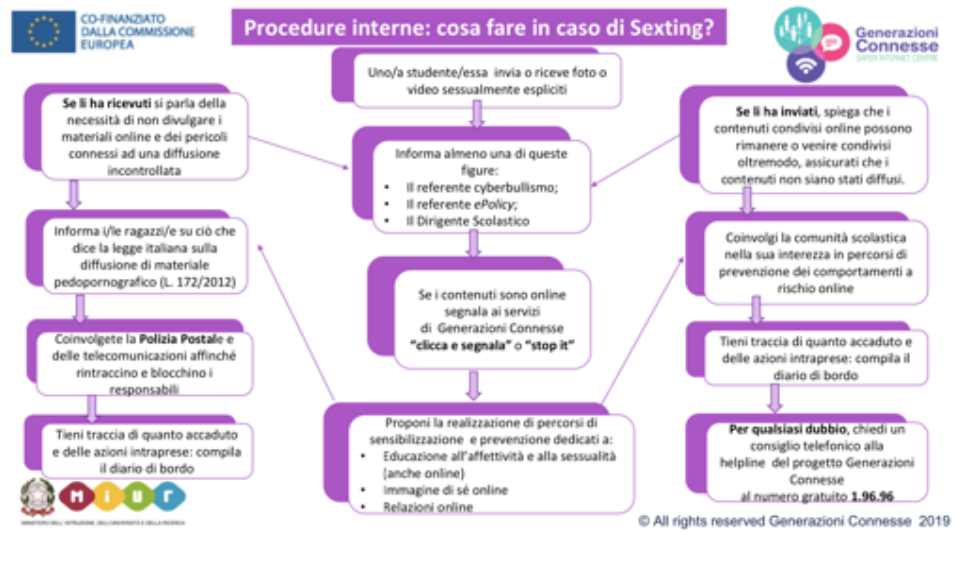 CO-FINANZIATO
DALLA COMMISSIONE
EUROPEA
Procedure interne: cosa fare in caso di Sexting?
Generazioni
Connesse
SAFER INTERNET CENTRE
Uno/a studente/essa invia o riceve foto o
video sessualmente espliciti
Se li ha ricevuti si parla della
necessità di non divulgare i
materiali online e dei pericoli
connessi ad una diffusione
incontrollata
Informa i/le ragazzi/e su ciò che
dice la legge italiana sulla
diffusione di materiale
pedopornografico (L. 172/2012)
Coinvolgete la Polizia Postale e
delle telecomunicazioni affinché
rintraccino e blocchino i
responsabili
Tieni traccia di quanto accaduto
e delle azioni intraprese: compila
il diario di bordo
Informa almeno una di queste
figure:
• Il referente cyberbullismo;
• Il referente ePolicy;
• Il Dirigente Scolastico
Se i contenuti sono online
segnala ai servizi
di Generazioni Connesse
“clicca e segnala” o “stop it”
Proponi la realizzazione di percorsi di
sensibilizzazione e prevenzione dedicati a:
• Educazione all'affettività e alla sessualità
(anche online)
• Immagine di sé online
• Relazioni online
Se li ha inviati, spiega che i
contenuti condivisi online possono
rimanere o venire condivisi
oltremodo, assicurati che i
contenuti non siano stati diffusi.
Coinvolgi la comunità scolastica
nella sua interezza in percorsi di
prevenzione dei comportamenti a
rischio online
Tieni traccia di quanto accaduto e
delle azioni intraprese: compila il
diario di bordo
Per qualsiasi dubbio, chiedi un
consiglio telefonico alla
helpline del progetto Generazioni
Connesse
al numero gratuito 1.96.96
miur
MINISTERO DELL'ISTRUZIONE, DELL'UNIVERSITÀ E DELLA RICERCA
© All rights reserved Generazioni Connesse 2019